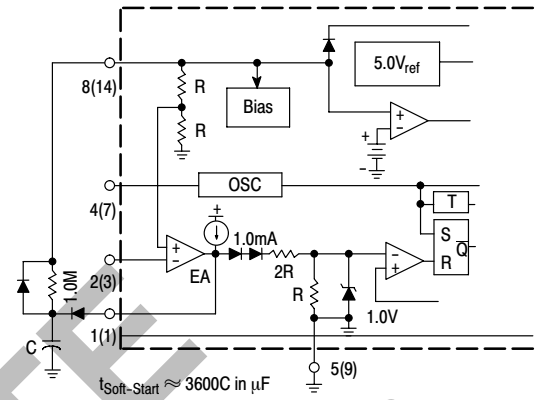 5.0Vref
8(14)
R
Bias
R
+
−
+
−
OSC
4(7)
T
+
1.0mA
S
Q
R
+
−
EA
2R
−
+
2(3)
1.0M
R
1.0V
1(1)
C
5(9)
tSoft−Start ≈ 3600C in µF